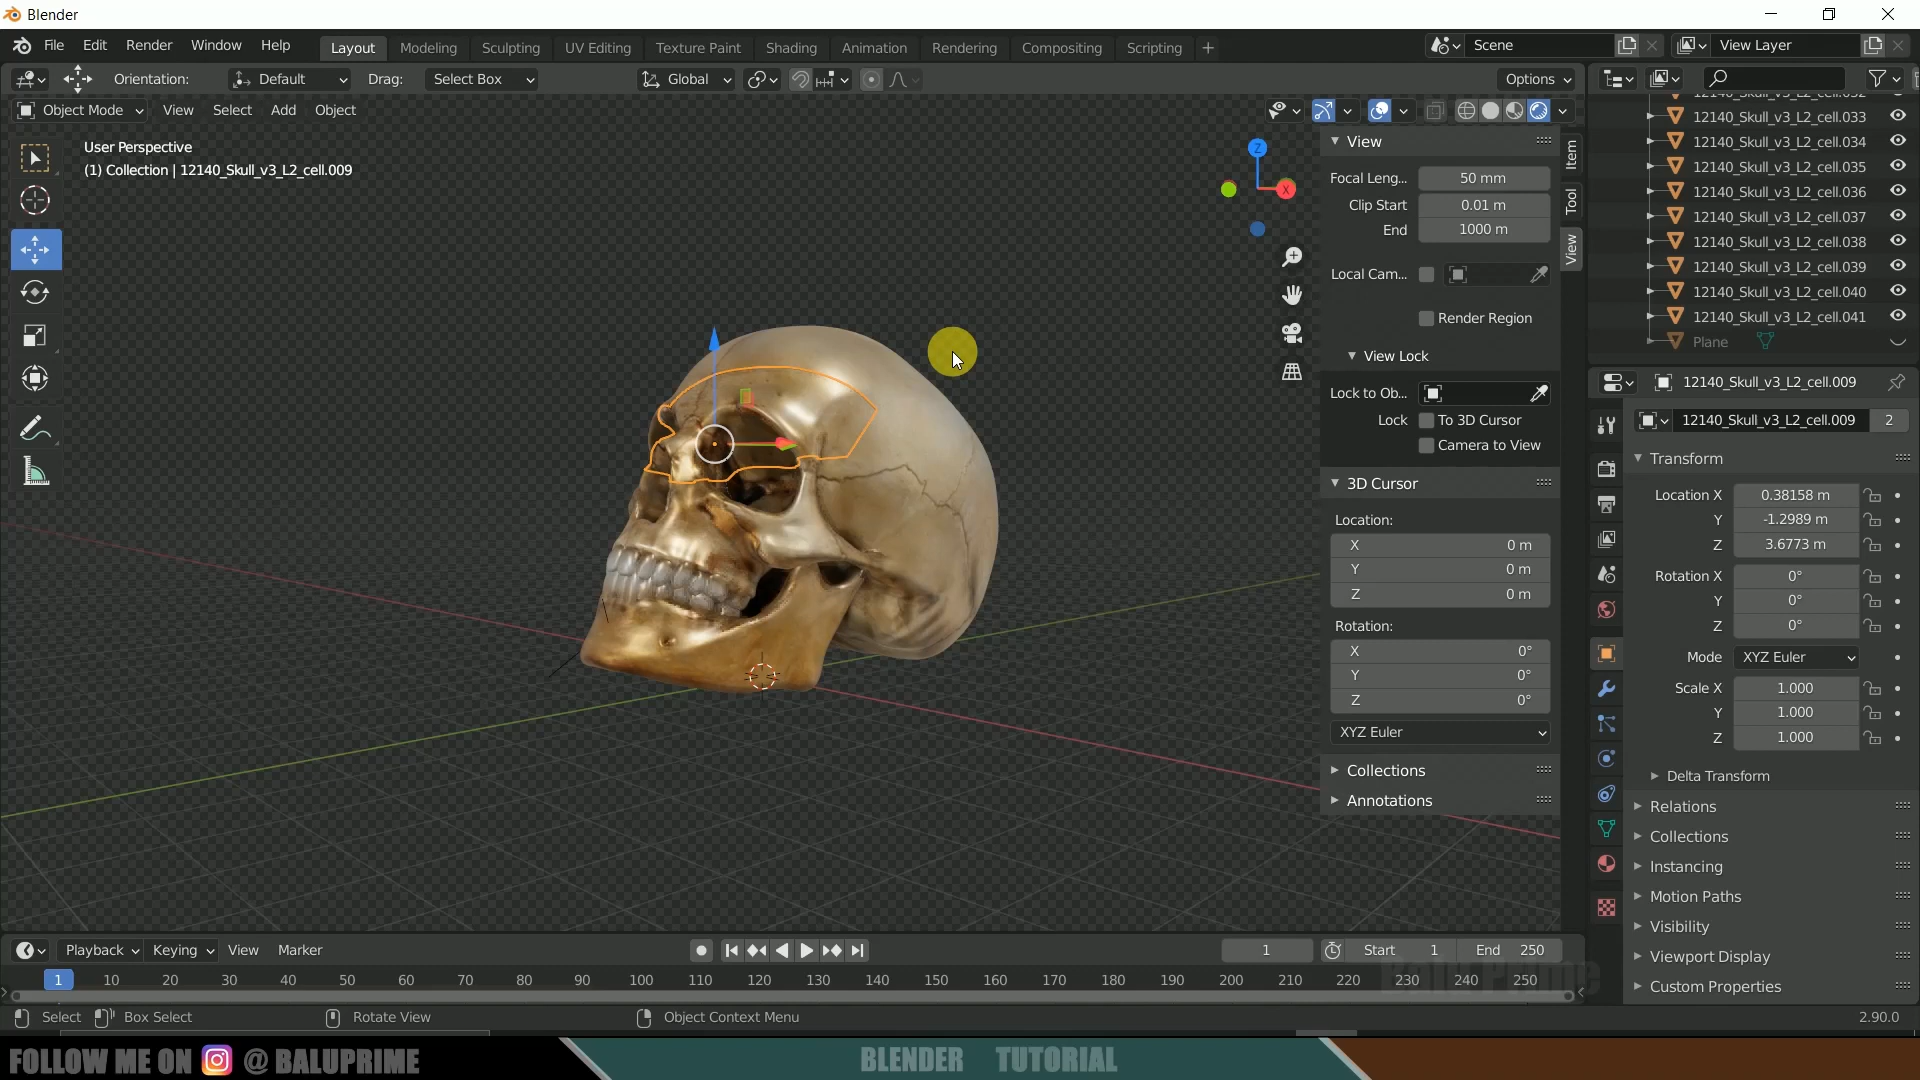 Blender
File Edit Render Window Help
Layout Modeling Sculpting UV Editing Texture Paint Shading Animation Rendering Compositing Scripting +
Scene
View Layer
Orientation: Default Drag: Select Box
Global
Options
Object Mode View Select Add Object
User Perspective
(1) Collection | 12140_Skull_v3_L2_cell.009
Z
X
View
Focal Leng... 50 mm
Clip Start 0.01 m
End 1000 m
Local Cam...
Render Region
View Lock
Lock to Ob...
Lock To 3D Cursor
Camera to View
3D Cursor
Location:
X 0 m
Y 0 m
Z 0 m
Rotation:
X 0°
Y 0°
Z 0°
XYZ Euler
Collections
Annotations
Item
Tool
View
12140_Skull_v3_L2_cell.032
12140_Skull_v3_L2_cell.033
12140_Skull_v3_L2_cell.034
12140_Skull_v3_L2_cell.035
12140_Skull_v3_L2_cell.036
12140_Skull_v3_L2_cell.037
12140_Skull_v3_L2_cell.038
12140_Skull_v3_L2_cell.039
12140_Skull_v3_L2_cell.040
12140_Skull_v3_L2_cell.041
Plane
12140_Skull_v3_L2_cell.009
12140_Skull_v3_L2_cell.009 2
Transform
Location X 0.38158 m
Y -1.2989 m
Z 3.6773 m
Rotation X 0°
Y 0°
Z 0°
Mode XYZ Euler
Scale X 1.000
Y 1.000
Z 1.000
Delta Transform
Relations
Collections
Instancing
Motion Paths
Visibility
Viewport Display
Custom Properties
Playback Keying View Marker
1 Start 1 End 250
1 10 20 30 40 50 60 70 80 90 100 110 120 130 140 150 160 170 180 190 200 210 220 230 240 250
Balu Prime
Select Box Select Rotate View Object Context Menu 2.90.0
FOLLOW ME ON @ BALUPRIME BLENDER TUTORIAL